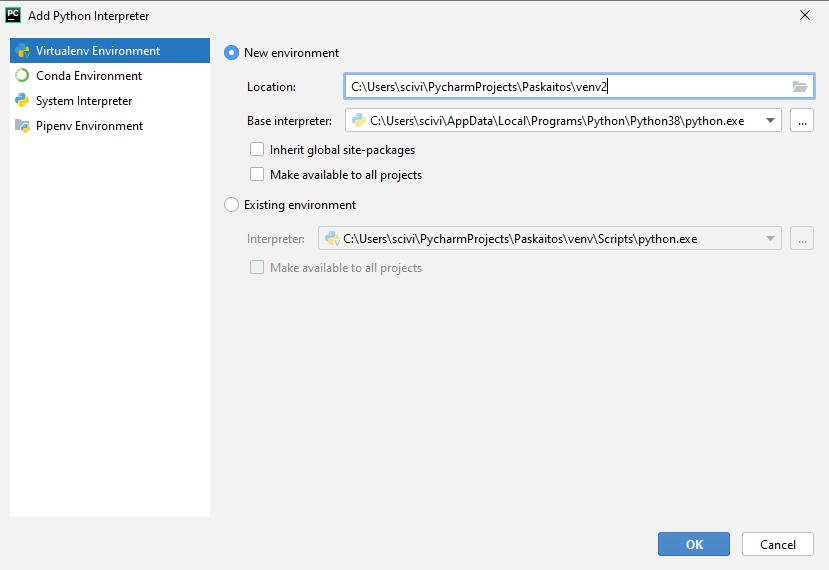 PC Add Python Interpreter
Virtualenv Environment
Conda Environment
System Interpreter
Pipenv Environment
New environment
Location: C:\Users\scivi\PycharmProjects\Paskaitos\venv2
Base interpreter: C:\Users\scivi\AppData\Local\Programs\Python\Python38\python.exe ...
Inherit global site-packages
Make available to all projects
Existing environment
Interpreter: C:\Users\scivi\PycharmProjects\Paskaitos\venv\Scripts\python.exe ...
Make available to all projects
OK Cancel